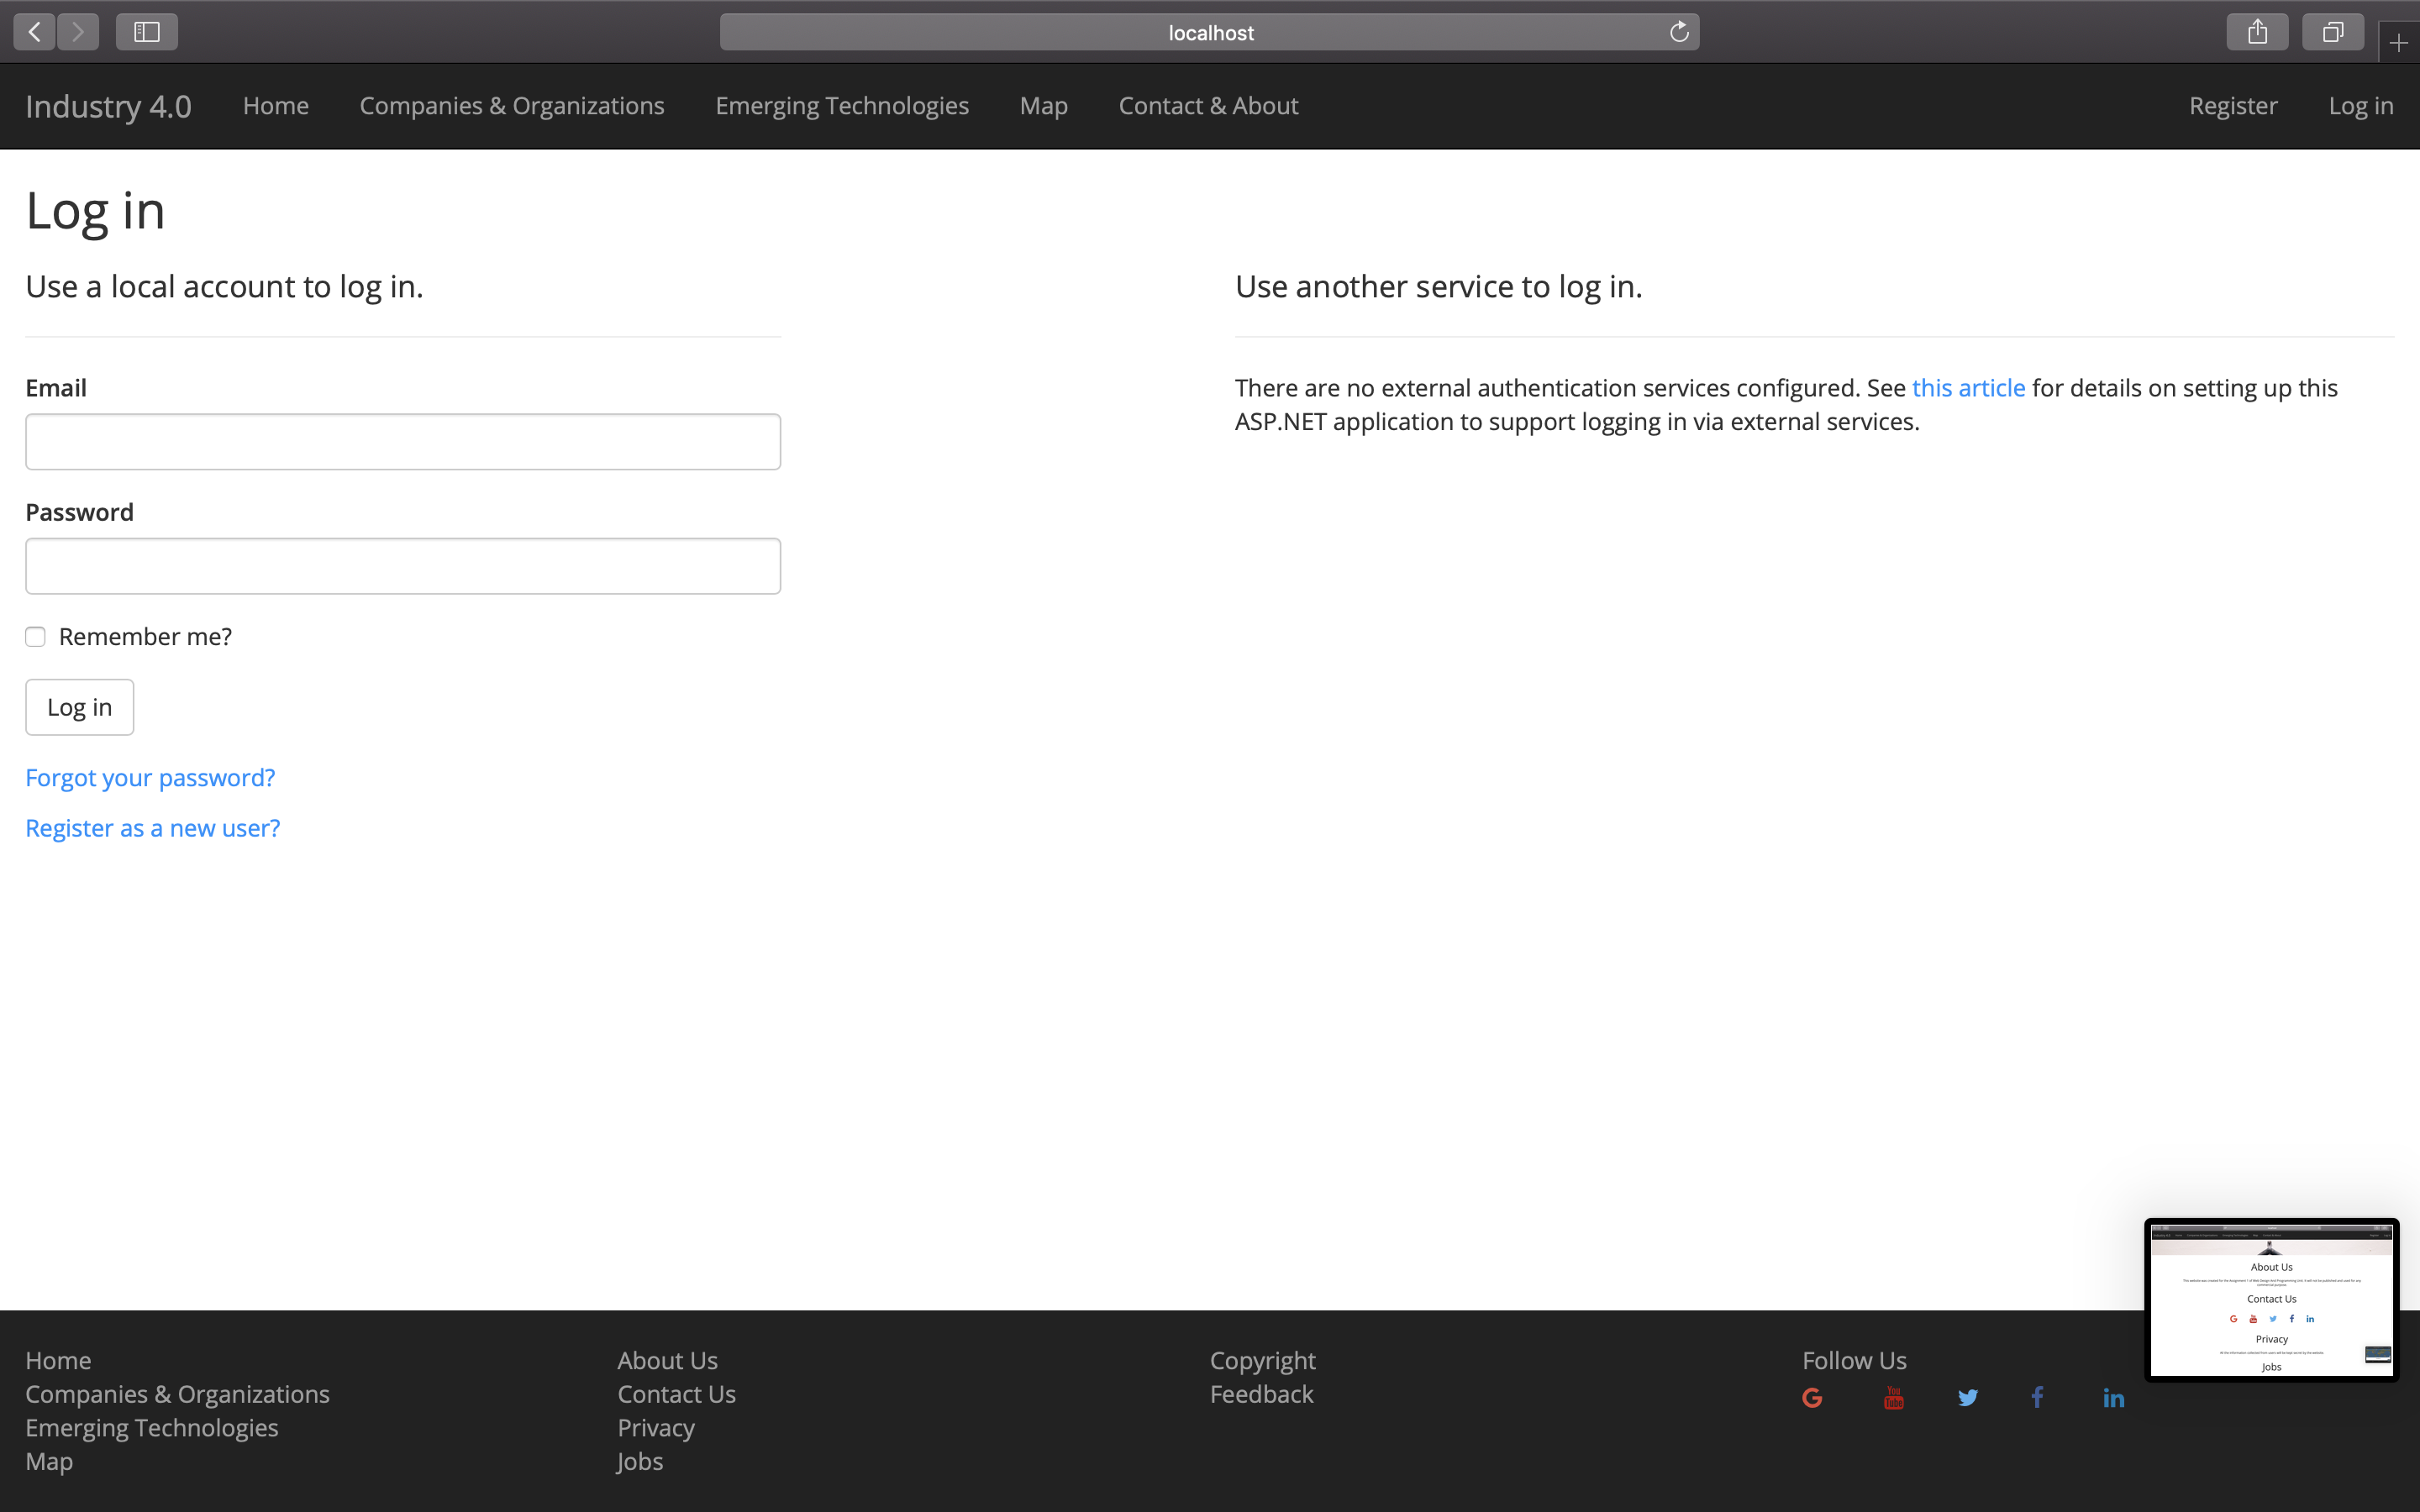 localhost
Industry 4.0 Home Companies & Organizations Emerging Technologies Map Contact & About Register Log in
Log in
Use a local account to log in.
Email
Password
Remember me?
Log in
Forgot your password?
Register as a new user?
Use another service to log in.
There are no external authentication services configured. See this article for details on setting up this
ASP.NET application to support logging in via external services.
About Us
Contact Us
Privacy
Jobs
Home
Companies & Organizations
Emerging Technologies
Map
About Us
Contact Us
Privacy
Jobs
Copyright
Feedback
Follow Us